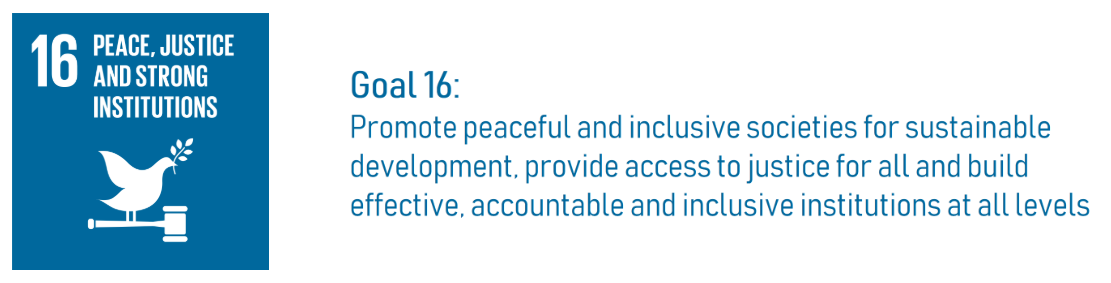 16 PEACE, JUSTICE
AND STRONG
INSTITUTIONS
Goal 16:
Promote peaceful and inclusive societies for sustainable
development, provide access to justice for all and build
effective, accountable and inclusive institutions at all levels